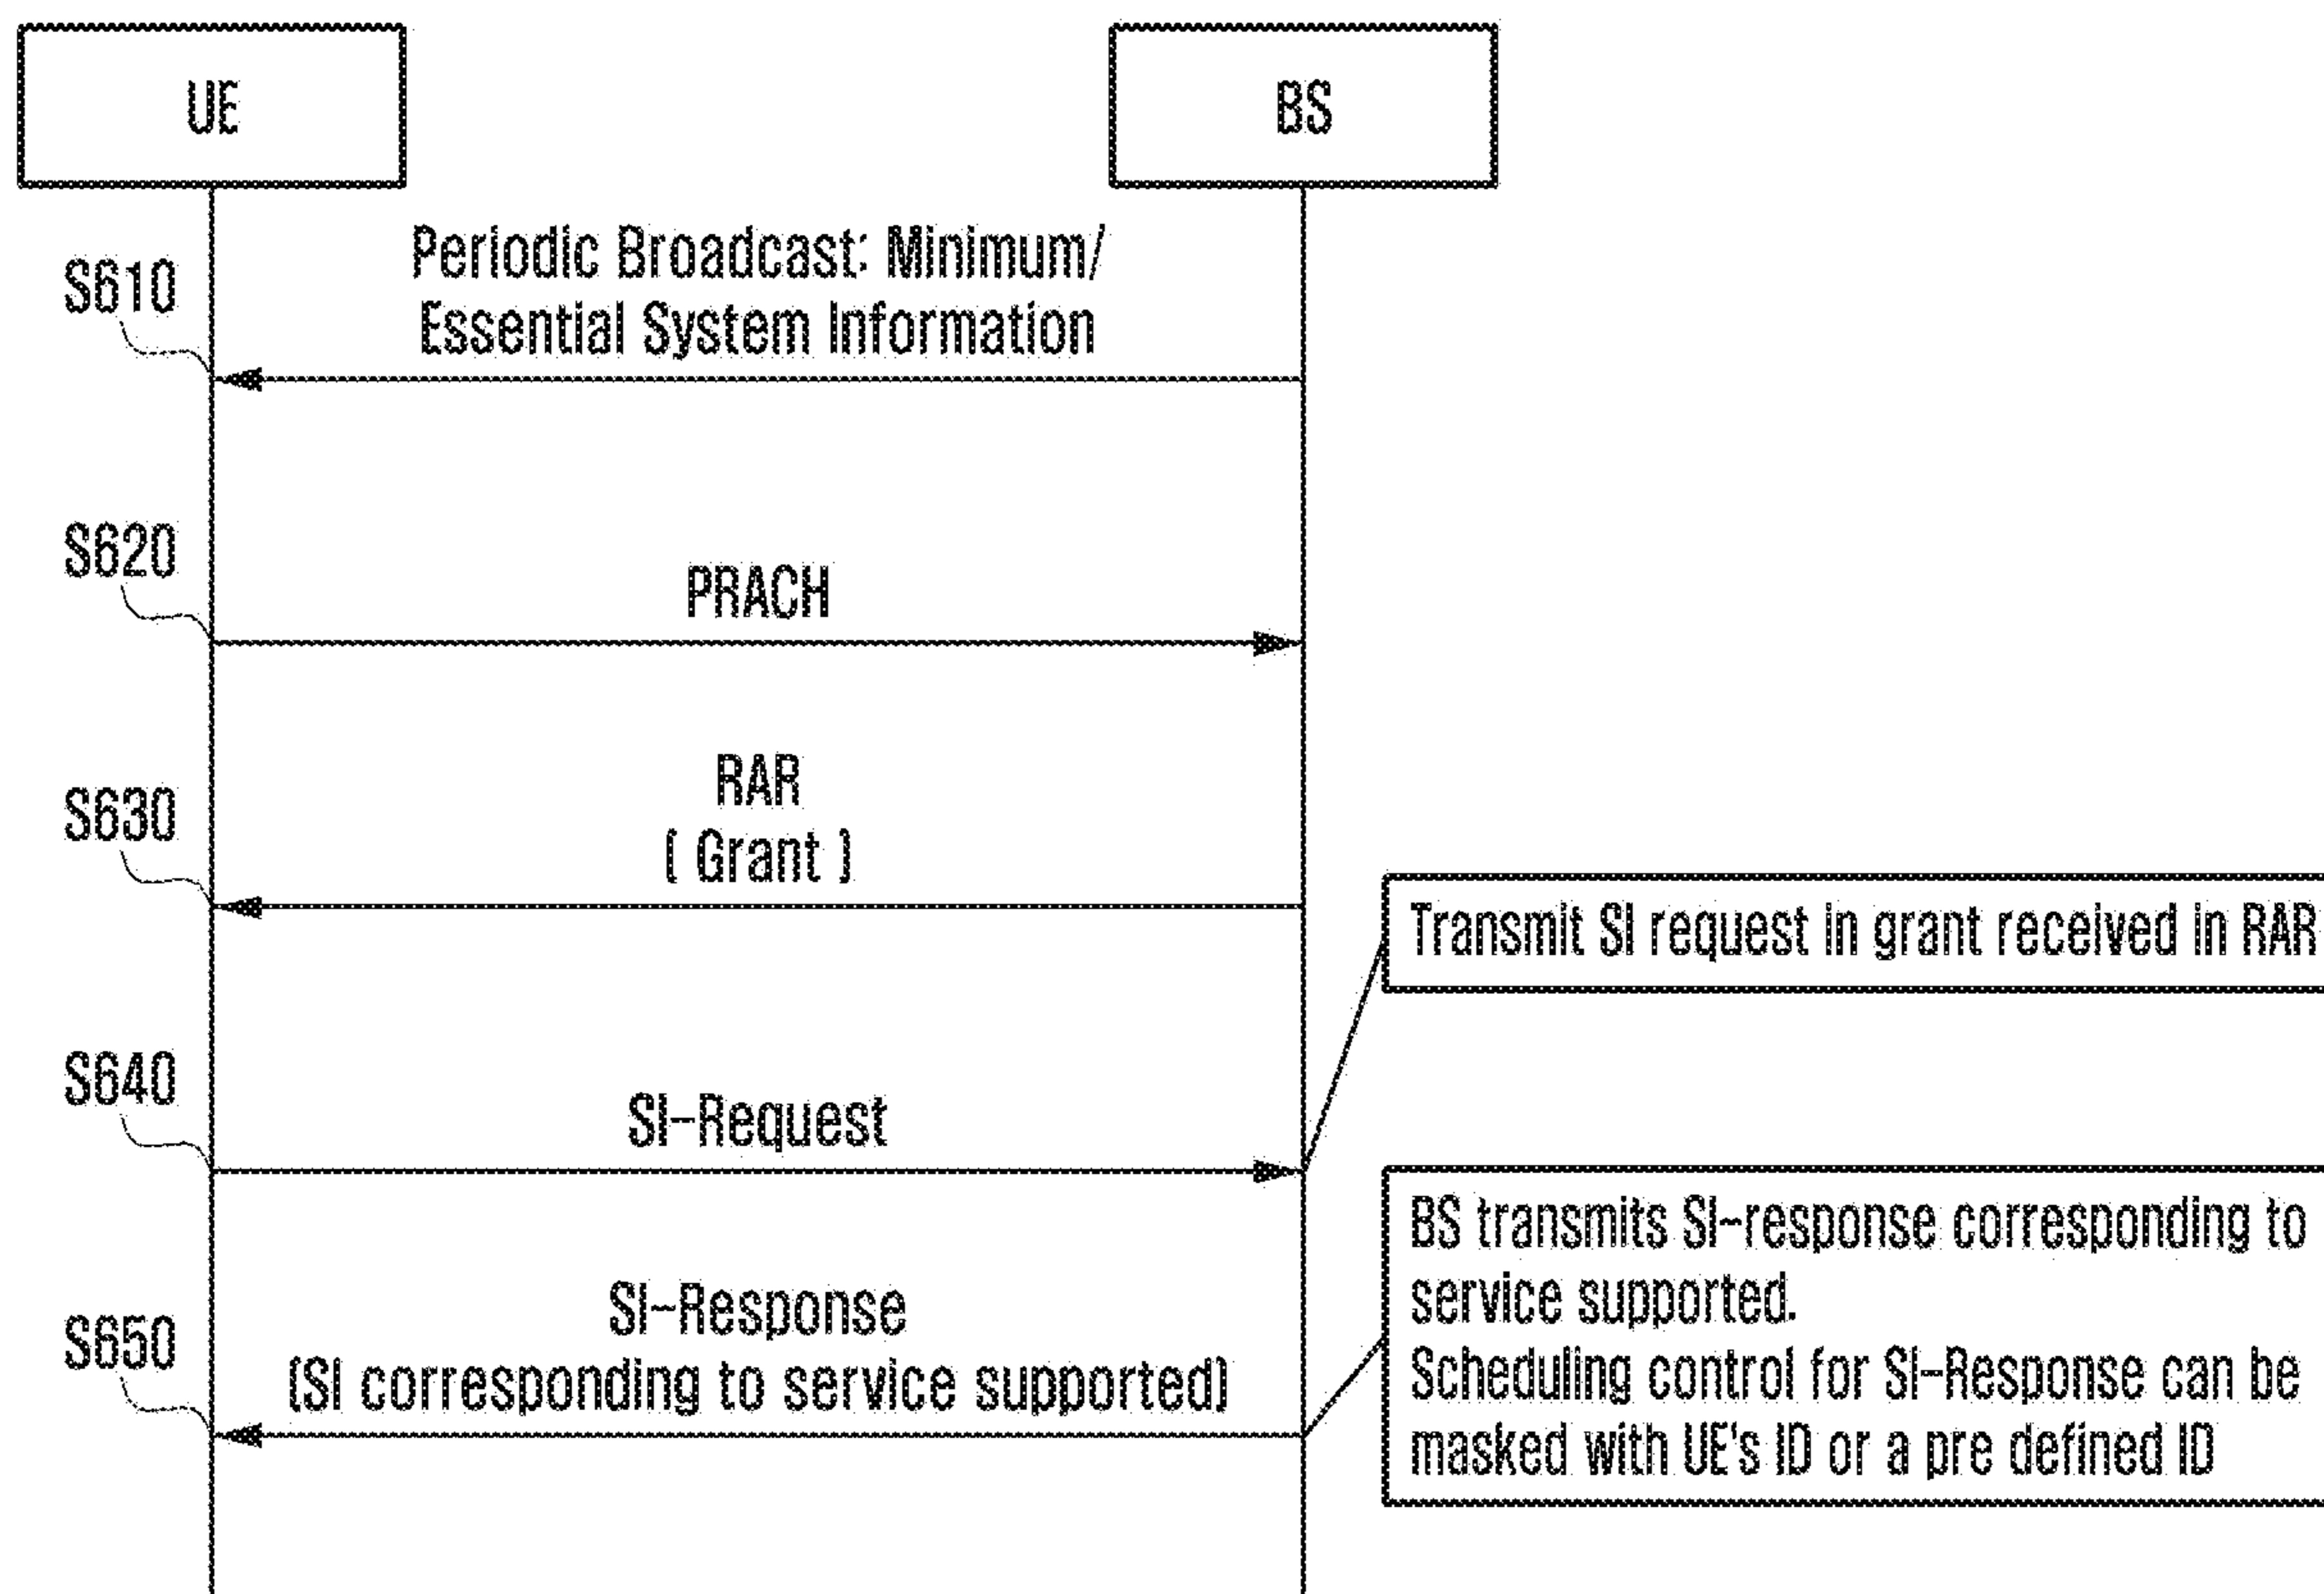 UE
BS
S610
Periodic Broadcast: Minimum/
Essential System Information
S620
PRACH
S630
RAR
( Grant )
Transmit SI request in grant received in RAR
S640
SI-Request
S650
SI-Response
(SI corresponding to service supported)
BS transmits SI-response corresponding to
service supported.
Scheduling control for SI-Response can be
masked with UE's ID or a pre defined ID